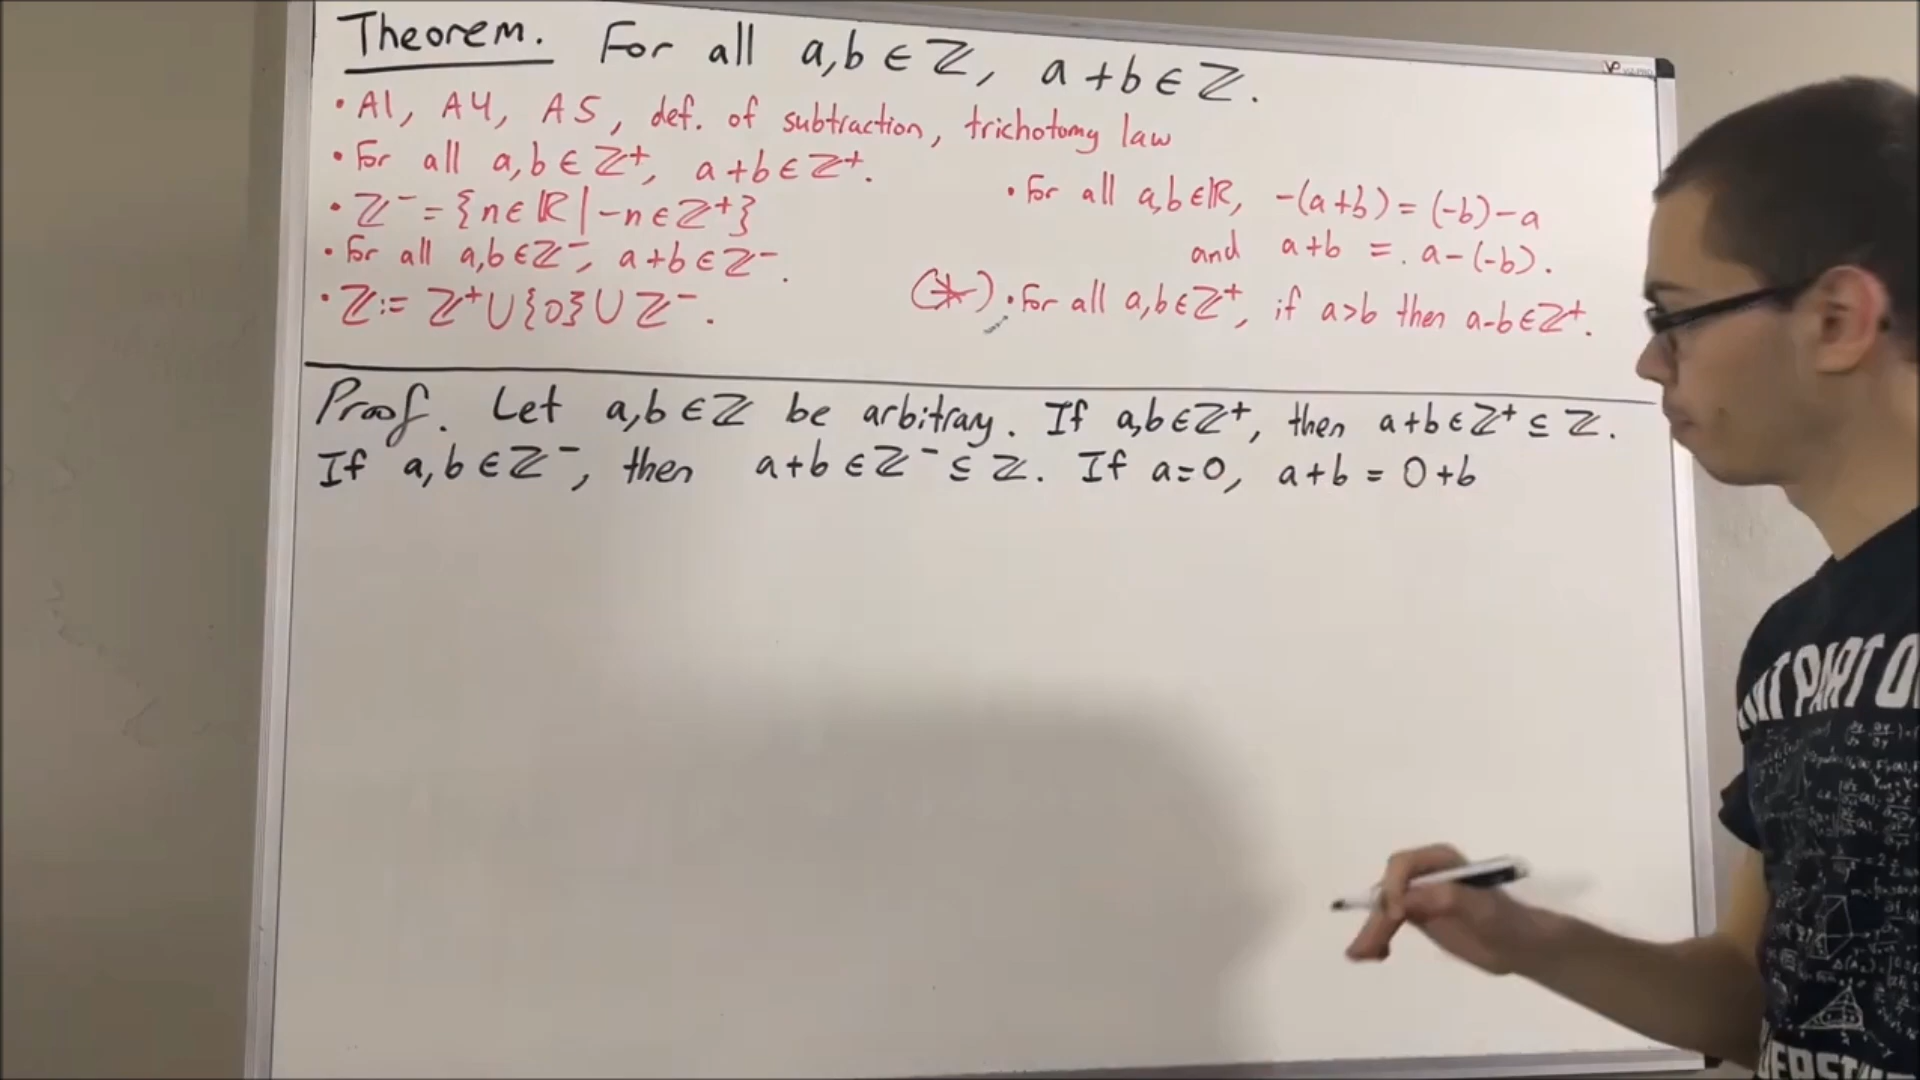 Theorem. For all a,b ∈ ℤ, a+b ∈ ℤ.
• A1, A4, A5, def. of subtraction, trichotomy law
• For all a,b ∈ ℤ⁺, a+b ∈ ℤ⁺.
• ℤ⁻ = {n ∈ ℝ | -n ∈ ℤ⁺}
• For all a,b ∈ ℤ⁻, a+b ∈ ℤ⁻.
• ℤ := ℤ⁺ ∪ {0} ∪ ℤ⁻.
• For all a,b ∈ ℝ, -(a+b) = (-b)-a
and a+b = a-(-b).
(*) • For all a,b ∈ ℤ⁺, if a>b then a-b ∈ ℤ⁺.
Proof. Let a,b ∈ ℤ be arbitrary. If a,b ∈ ℤ⁺, then a+b ∈ ℤ⁺ ⊆ ℤ.
If a,b ∈ ℤ⁻, then a+b ∈ ℤ⁻ ⊆ ℤ. If a=0, a+b = 0+b
PART O